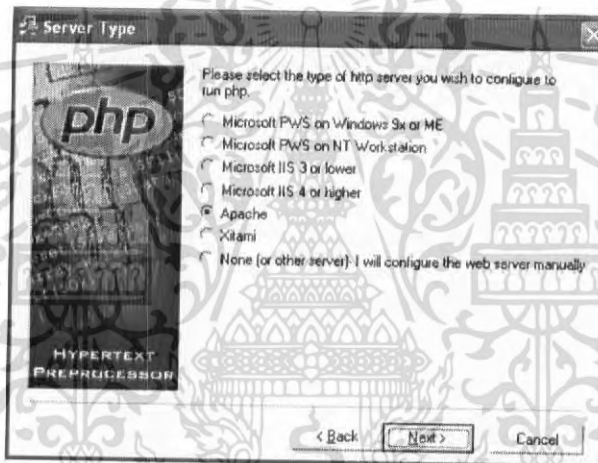 Server Type
Please select the type of http server you wish to configure to
run php.
Microsoft PWS on Windows 9x or ME
Microsoft PWS on NT Workstation
Microsoft IIS 3 or lower
Microsoft IIS 4 or higher
Apache
Xitami
None (or other server)- I will configure the web server manually
php
HYPERTEXT
PREPROCESSOR
< Back
Next >
Cancel